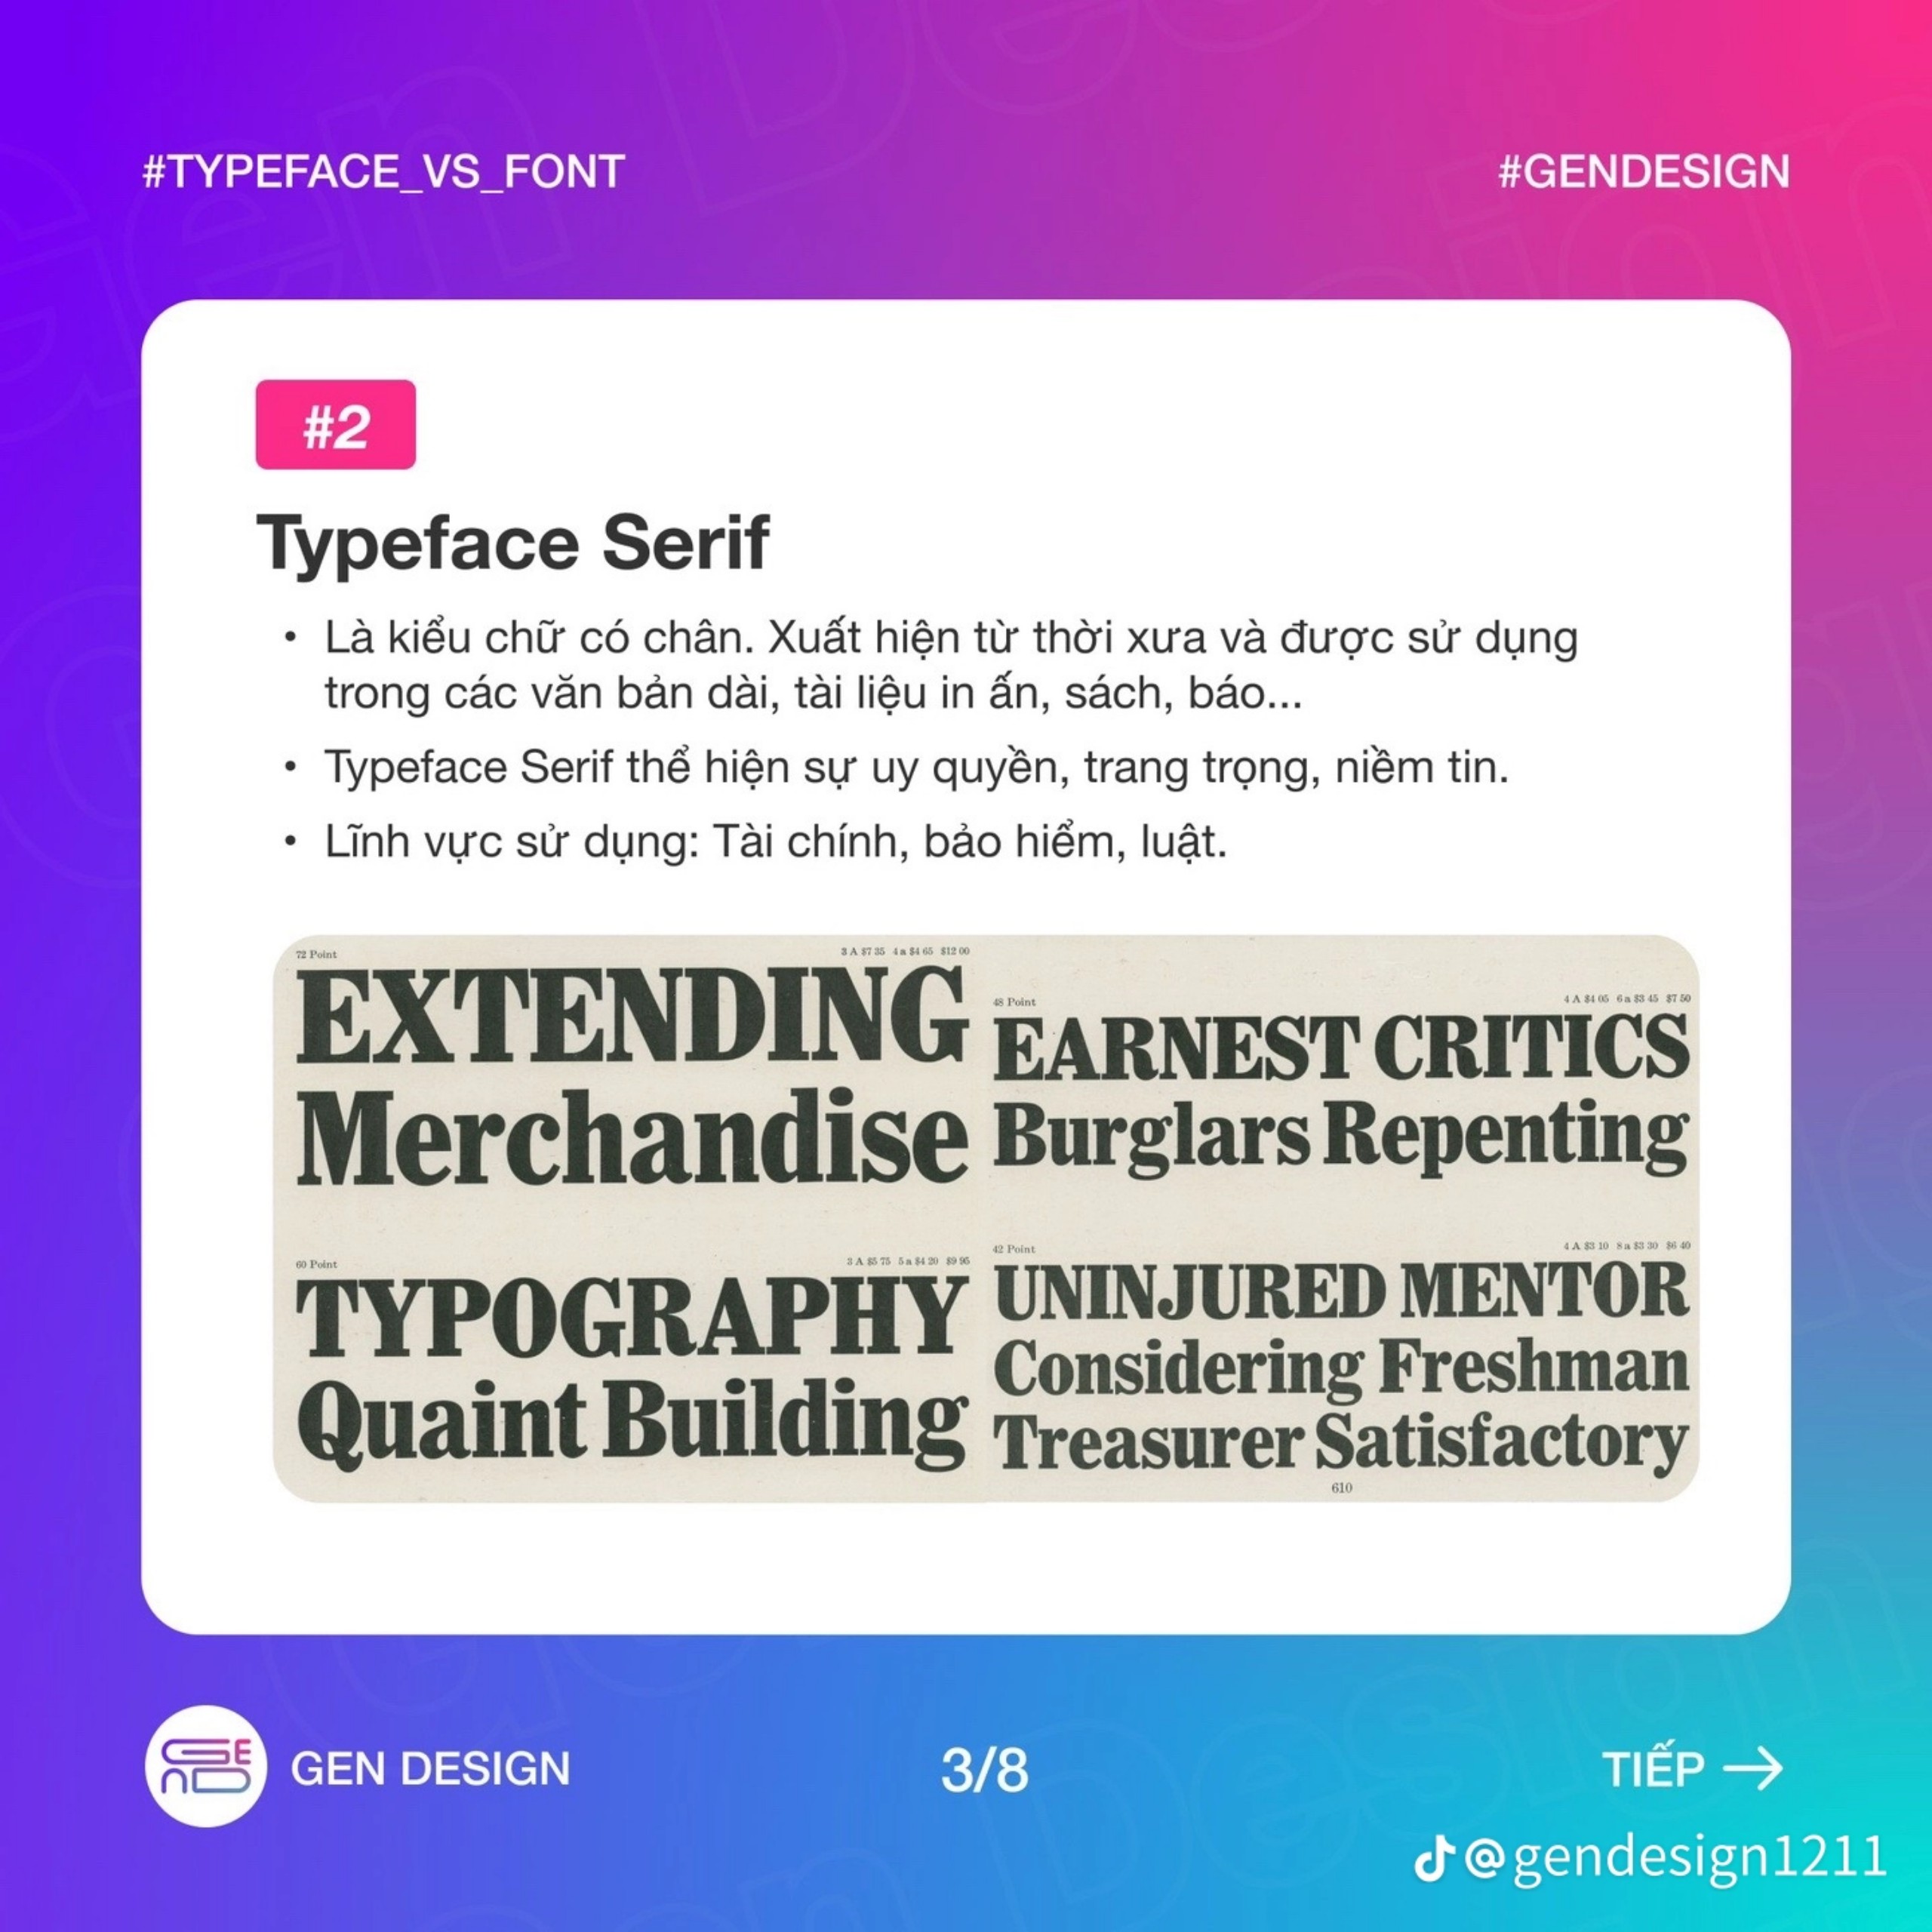 #TYPEFACE_VS_FONT
#GENDESIGN
#2
Typeface Serif
• Là kiểu chữ có chân. Xuất hiện từ thời xưa và được sử dụng
trong các văn bản dài, tài liệu in ấn, sách, báo...
• Typeface Serif thể hiện sự uy quyền, trang trọng, niềm tin.
• Lĩnh vực sử dụng: Tài chính, bảo hiểm, luật.
72 Point
3 A $7 35 4 a $4 65 $12 00
EXTENDING
Merchandise
60 Point
3 A $5 75 5 a $4 20 $9 95
TYPOGRAPHY
Quaint Building
48 Point
4 A $4 05 6 a $3 45 $7 50
EARNEST CRITICS
Burglars Repenting
42 Point
4 A $3 10 8 a $3 30 $6 40
UNINJURED MENTOR
Considering Freshman
Treasurer Satisfactory
610
GEN DESIGN
3/8
TIẾP →
@gendesign1211